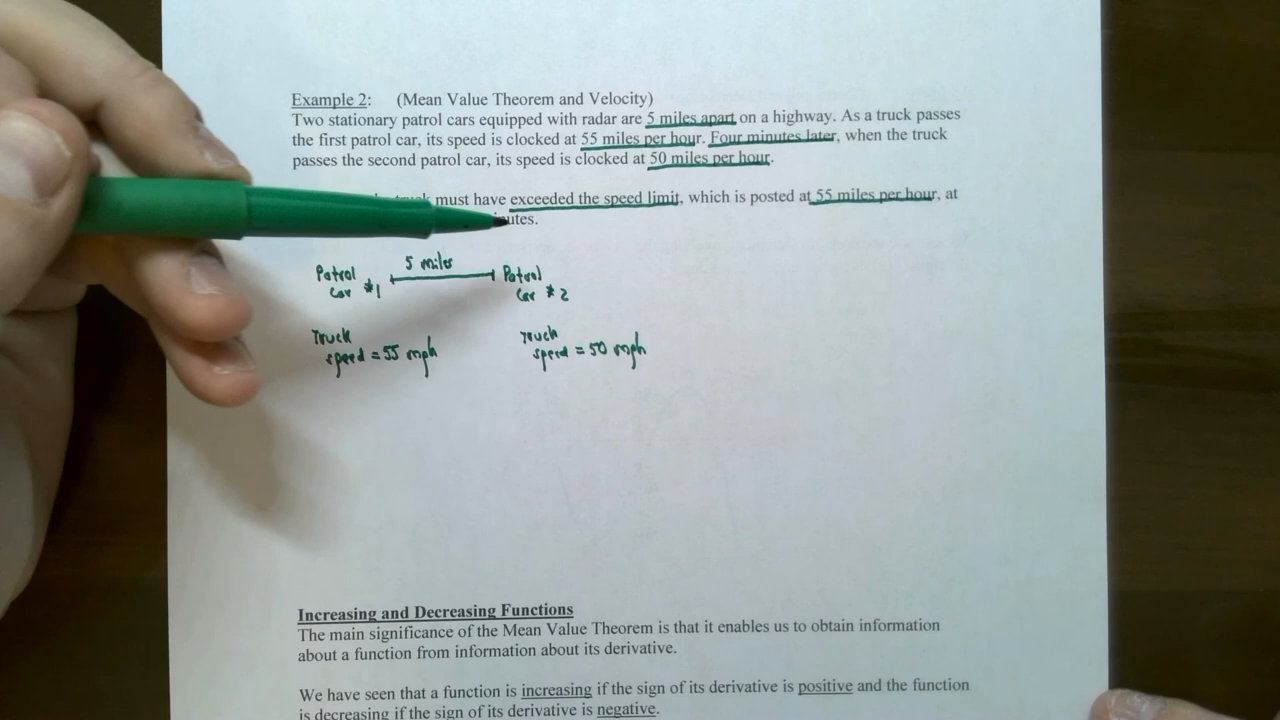 Example 2: (Mean Value Theorem and Velocity)
Two stationary patrol cars equipped with radar are 5 miles apart on a highway. As a truck passes
the first patrol car, its speed is clocked at 55 miles per hour. Four minutes later, when the truck
passes the second patrol car, its speed is clocked at 50 miles per hour.
must have exceeded the speed limit, which is posted at 55 miles per hour, at
5 miles
Patrol
Car #1
Patrol
Car #2
Truck
speed = 55 mph
Truck
speed = 50 mph
Increasing and Decreasing Functions
The main significance of the Mean Value Theorem is that it enables us to obtain information
about a function from information about its derivative.
We have seen that a function is increasing if the sign of its derivative is positive and the function
is decreasing if the sign of its derivative is negative.